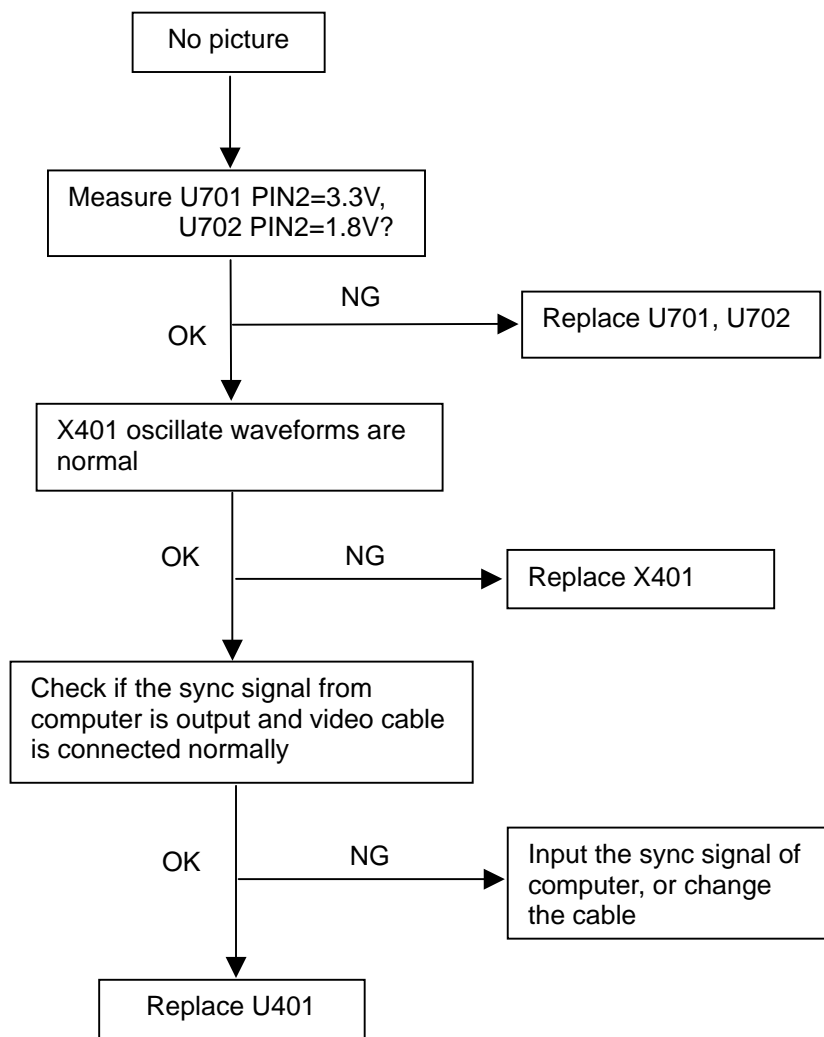 No picture
Measure U701 PIN2=3.3V,
U702 PIN2=1.8V?
NG
OK
Replace U701, U702
X401 oscillate waveforms are
normal
OK
NG
Replace X401
Check if the sync signal from
computer is output and video cable
is connected normally
OK
NG
Input the sync signal of
computer, or change
the cable
Replace U401